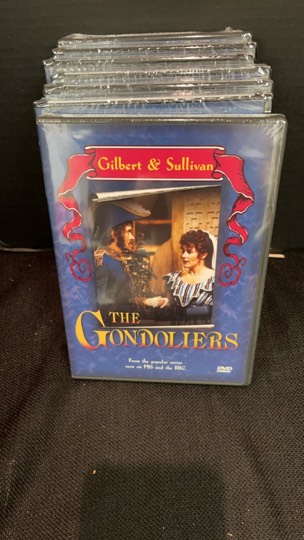 Gilbert & Sullivan
THE
GONDOLIERS
From the popular series
seen on PBS and the BBC
DVD